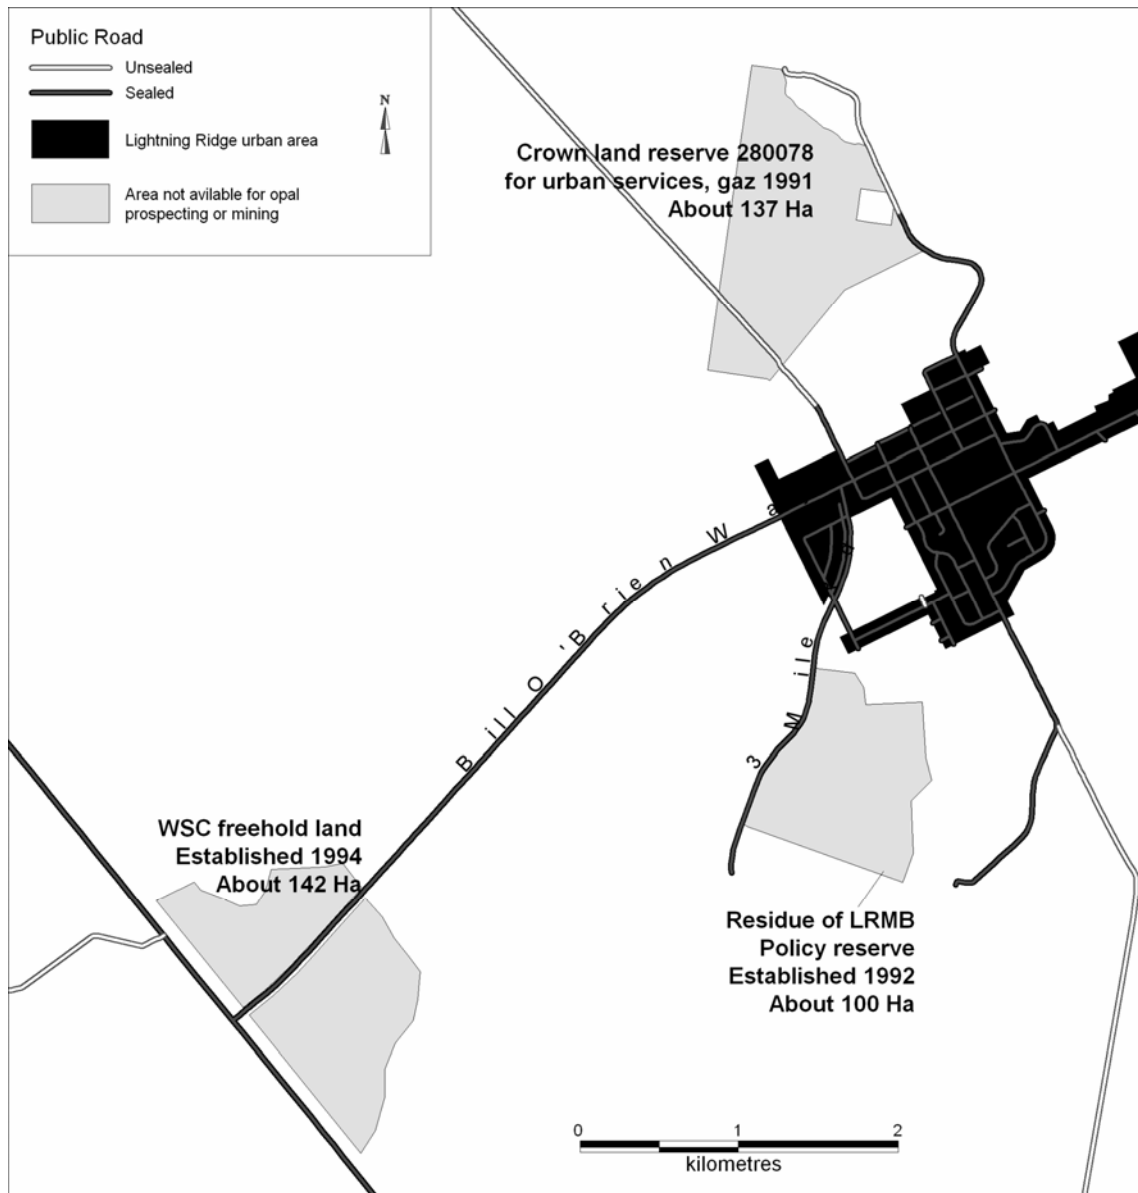 Public Road
Unsealed
Sealed
N
Lightning Ridge urban area
Area not avilable for opal
prospecting or mining
Crown land reserve 280078
for urban services, gaz 1991
About 137 Ha
Bill O'Brien Wa
3 Mile
WSC freehold land
Established 1994
About 142 Ha
Residue of LRMB
Policy reserve
Established 1992
About 100 Ha
0 1 2
kilometres